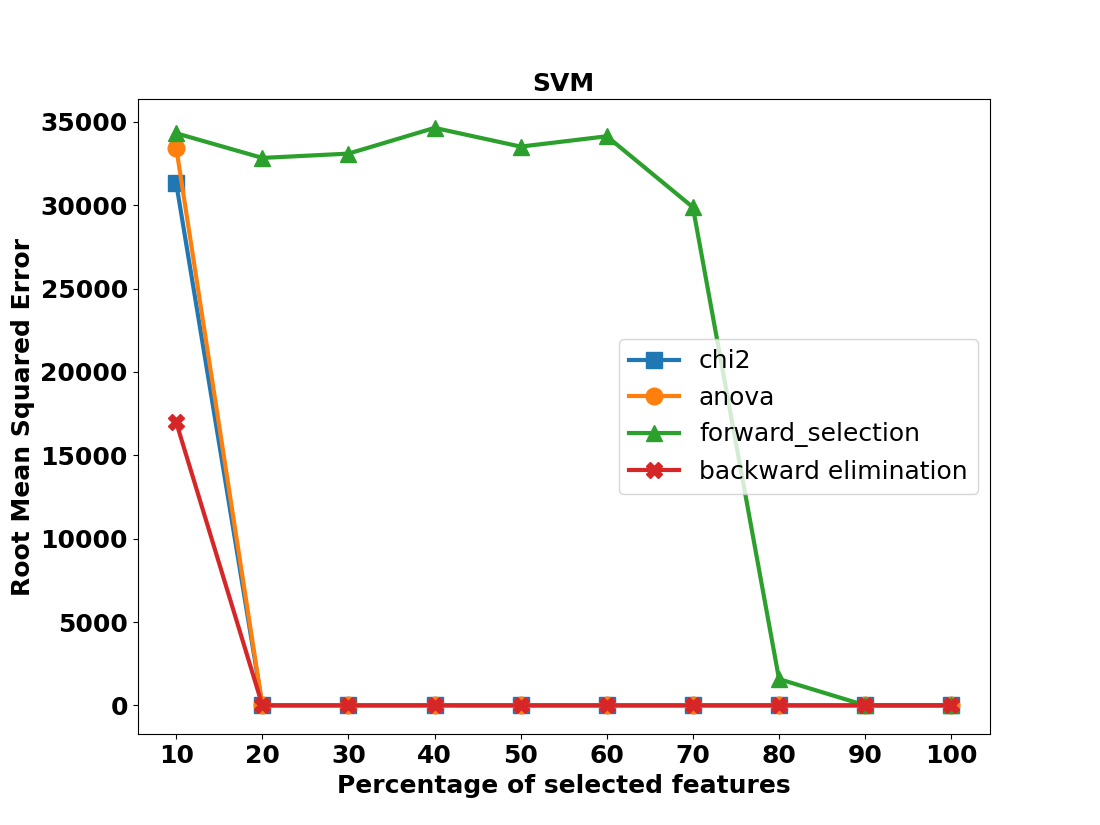 SVM
Root Mean Squared Error
35000
30000
25000
20000
15000
10000
5000
0
chi2
anova
forward_selection
backward elimination
10 20 30 40 50 60 70 80 90 100
Percentage of selected features